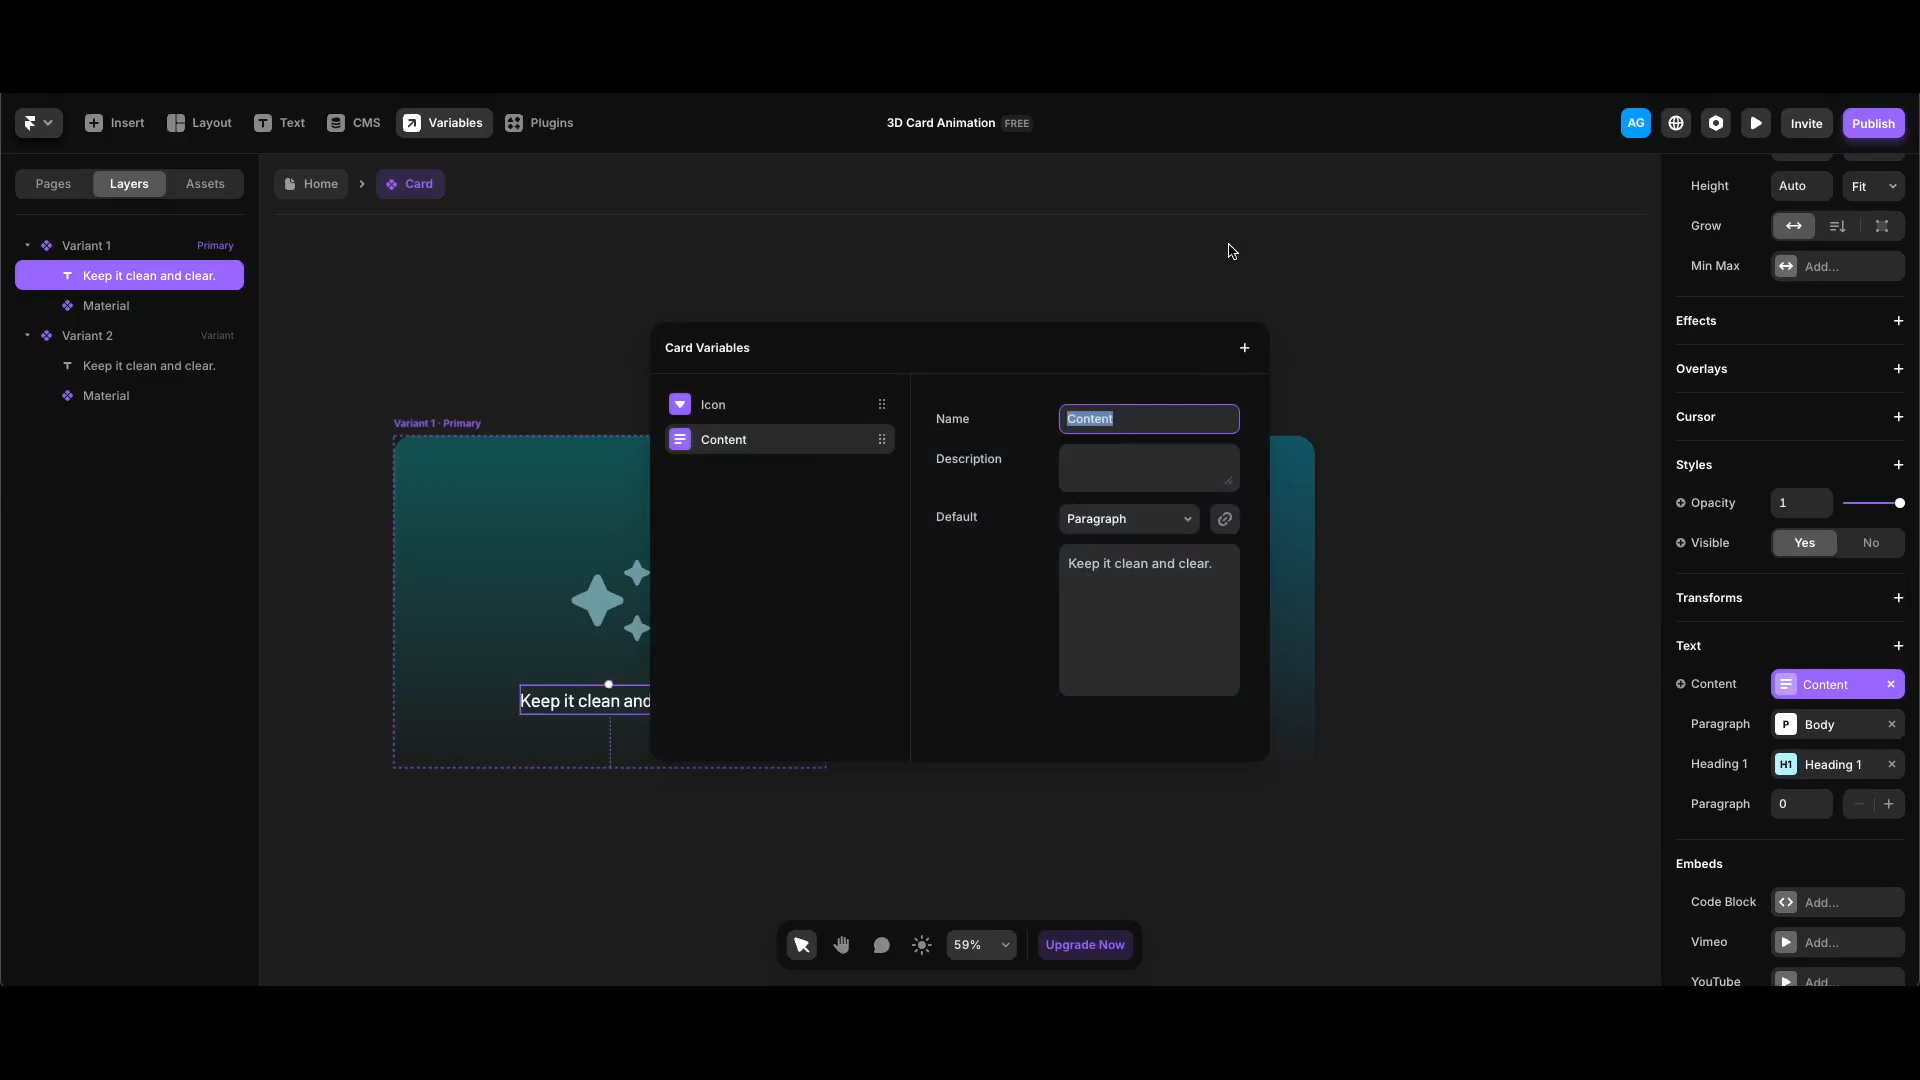 Insert
Layout
Text
CMS
Variables
Plugins
3D Card Animation FREE
AG
Invite
Publish
Pages
Layers
Assets
Home
Card
Variant 1 Primary
Keep it clean and clear.
Material
Variant 2 Variant
Keep it clean and clear.
Material
Variant 1 · Primary
Keep it clean and
Card Variables
Icon
Content
Name
Content
Description
Default
Paragraph
Keep it clean and clear.
59%
Upgrade Now
Height Auto Fit
Grow
Min Max Add...
Effects
Overlays
Cursor
Styles
Opacity 1
Visible Yes No
Transforms
Text
Content Content
Paragraph P Body
Heading 1 H1 Heading 1
Paragraph 0
Embeds
Code Block Add...
Vimeo Add...
YouTube Add...